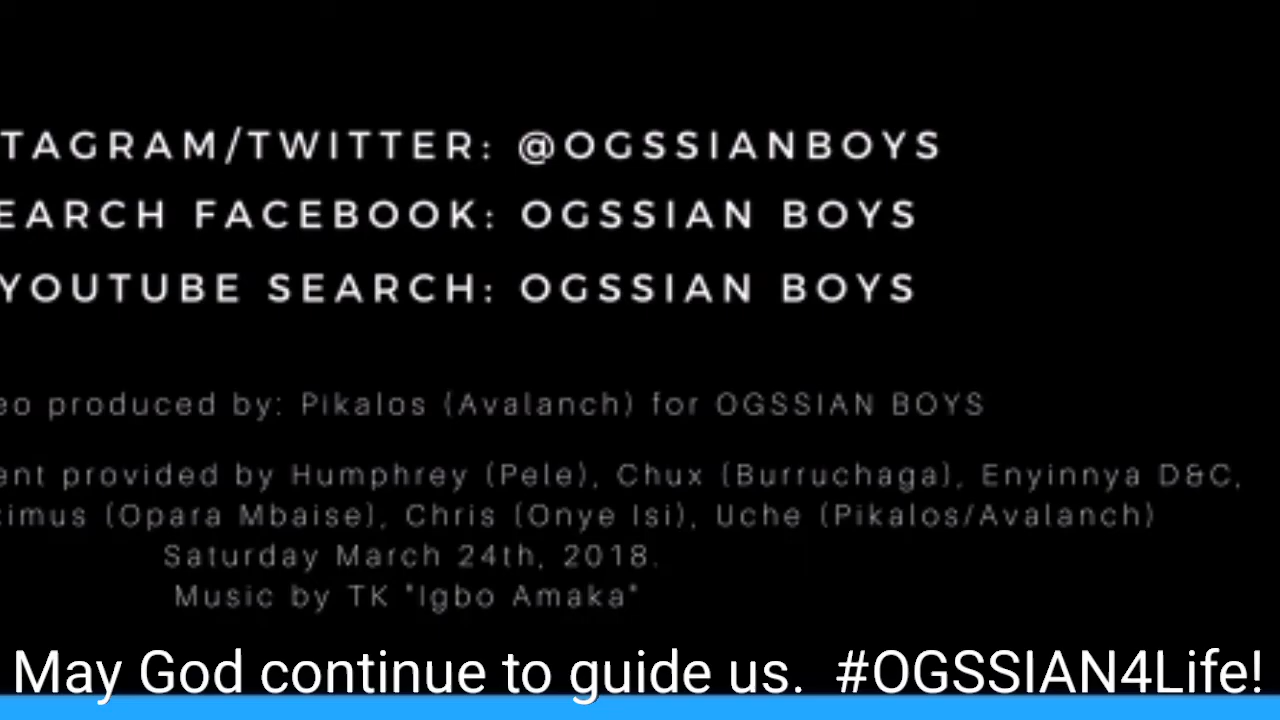 TAGRAM/TWITTER: @OGSSIANBOYS
EARCH FACEBOOK: OGSSIAN BOYS
YOUTUBE SEARCH: OGSSIAN BOYS
eo produced by: Pikalos (Avalanch) for OGSSIAN BOYS
ent provided by Humphrey (Pele), Chux (Burruchaga), Enyinnya D&C,
imus (Opara Mbaise), Chris (Onye Isi), Uche (Pikalos/Avalanch)
Saturday March 24th, 2018.
Music by TK "Igbo Amaka"
May God continue to guide us. #OGSSIAN4Life!